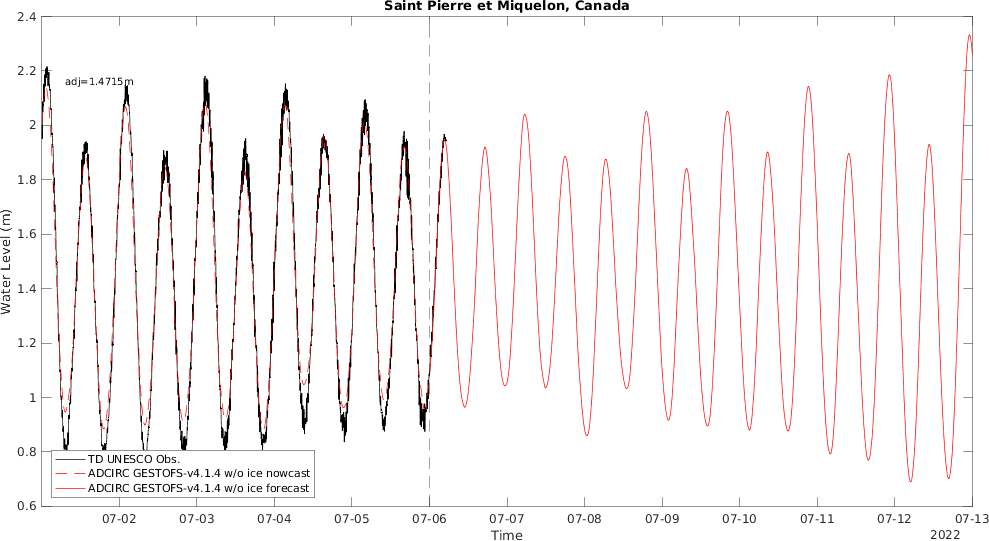 Saint Pierre et Miquelon, Canada
2.4
2.2
2
1.8
1.6
1.4
1.2
1
0.8
0.6
Water Level (m)
adj=1.4715m
TD UNESCO Obs.
ADCIRC GESTOFS-v4.1.4 w/o ice nowcast
ADCIRC GESTOFS-v4.1.4 w/o ice forecast
07-02 07-03 07-04 07-05 07-06 07-07 07-08 07-09 07-10 07-11 07-12 07-13
Time
2022